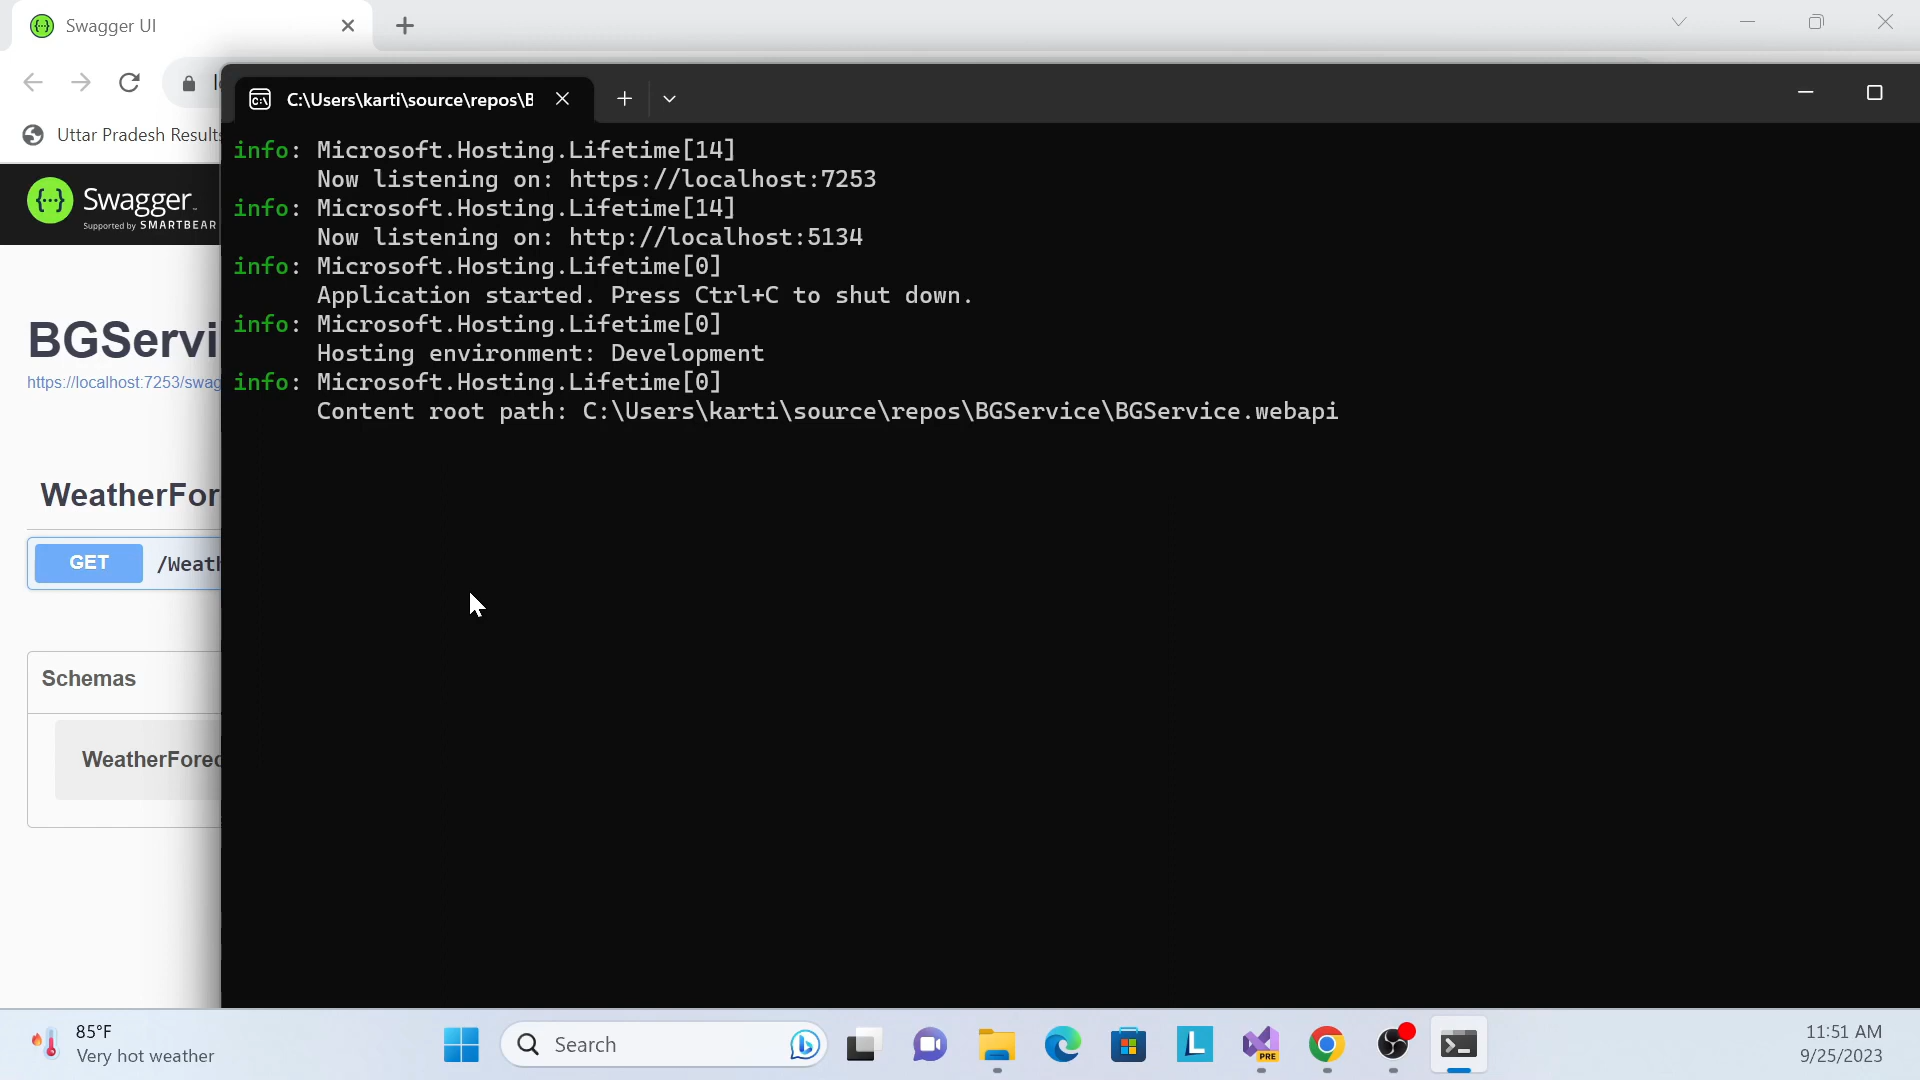 Swagger UI
Uttar Pradesh Results
C:\Users\karti\source\repos\B
Swagger
Supported by SMARTBEAR
info: Microsoft.Hosting.Lifetime[14]
Now listening on: https://localhost:7253
info: Microsoft.Hosting.Lifetime[14]
Now listening on: http://localhost:5134
info: Microsoft.Hosting.Lifetime[0]
Application started. Press Ctrl+C to shut down.
info: Microsoft.Hosting.Lifetime[0]
Hosting environment: Development
info: Microsoft.Hosting.Lifetime[0]
Content root path: C:\Users\karti\source\repos\BGService\BGService.webapi
BGServi
https://localhost:7253/swag
WeatherFor
GET /Weath
Schemas
WeatherForec
85°F
Very hot weather
Search
PRE
11:51 AM
9/25/2023